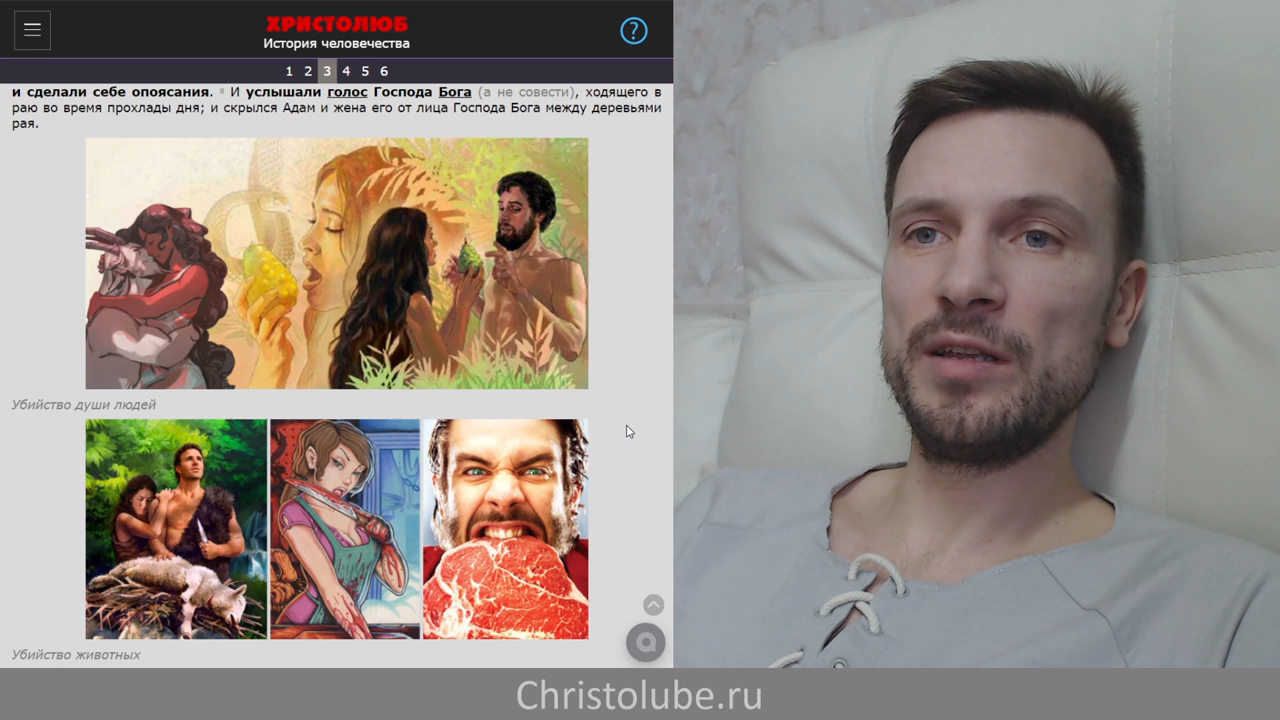 ХРИСТОЛЮБ
История человечества
?
1 2 3 4 5 6
и сделали себе опоясания. 8 И услышали голос Господа Бога (а не совести), ходящего в
раю во время прохлады дня; и скрылся Адам и жена его от лица Господа Бога между деревьями
рая.
Убийство души людей
Убийство животных
Christolube.ru